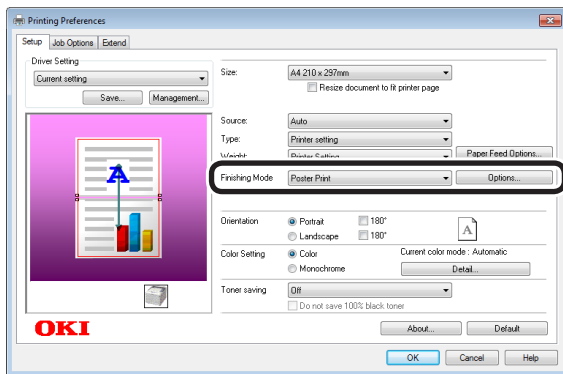 Printing Preferences
Setup Job Options Extend
Driver Setting
Current setting
Save... Management...
A
OKI
Size: A4 210 x 297mm
Resize document to fit printer page
Source: Auto
Type: Printer setting
Weight: Printer Setting Paper Feed Options...
Finishing Mode Poster Print Options...
Orientation Portrait 180°
Landscape 180°
A
Color Setting Color Current color mode : Automatic
Monochrome Detail...
Toner saving Off
Do not save 100% black toner
About... Default
OK Cancel Help